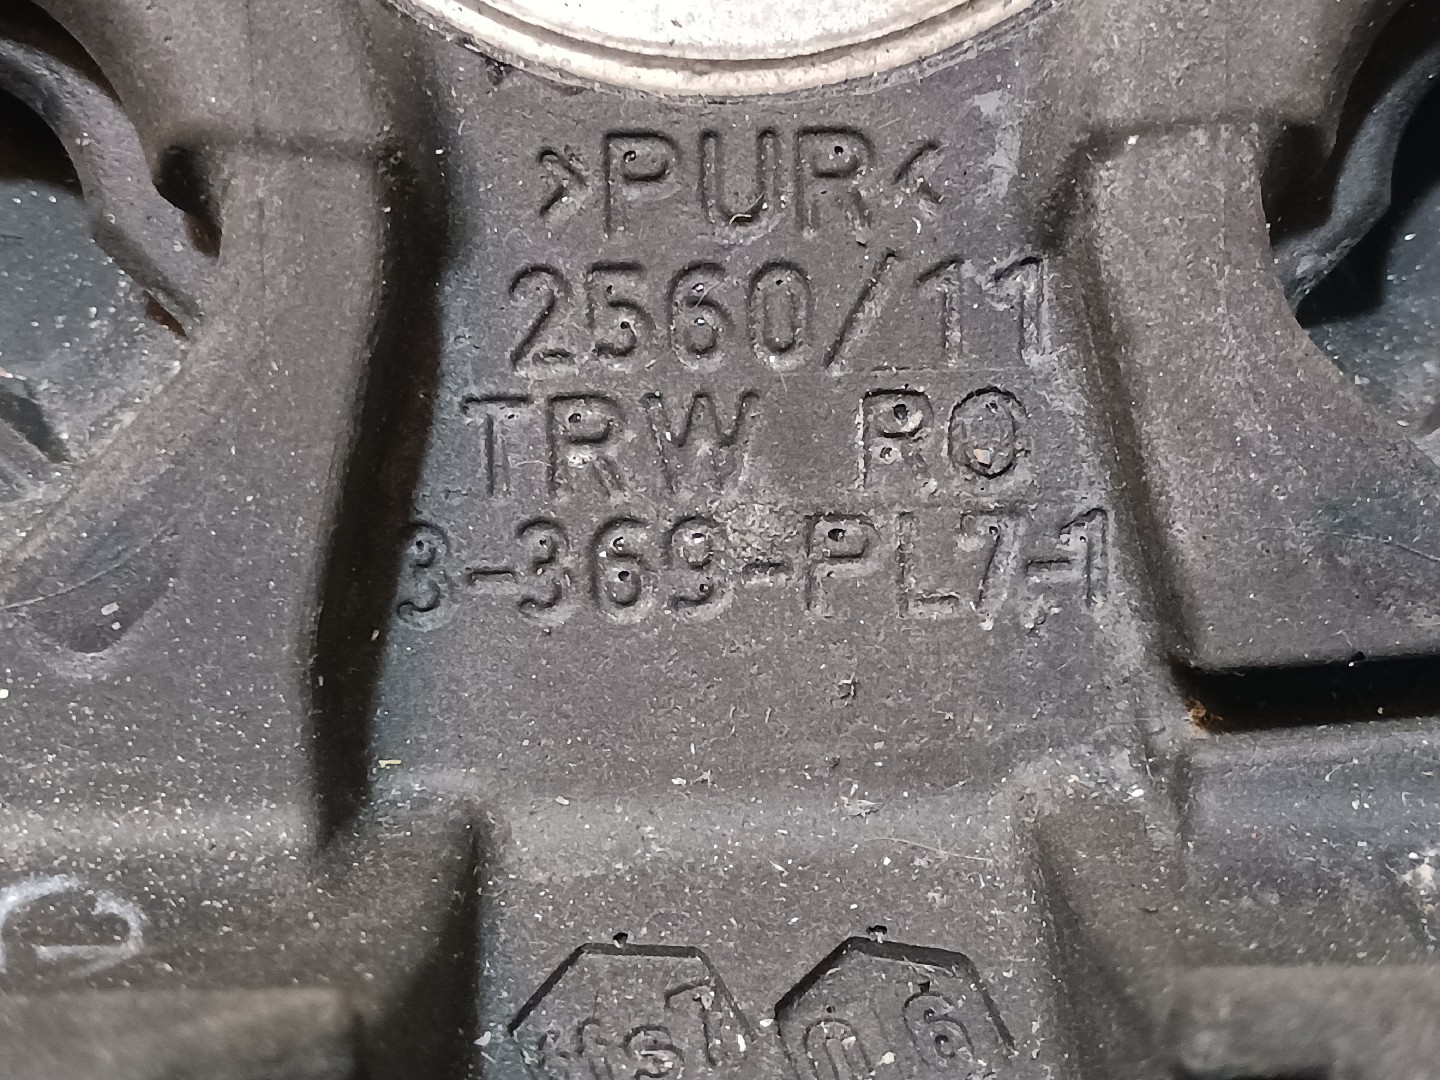 >PUR<
2560/11
TRW RO
3-369-PL7-1